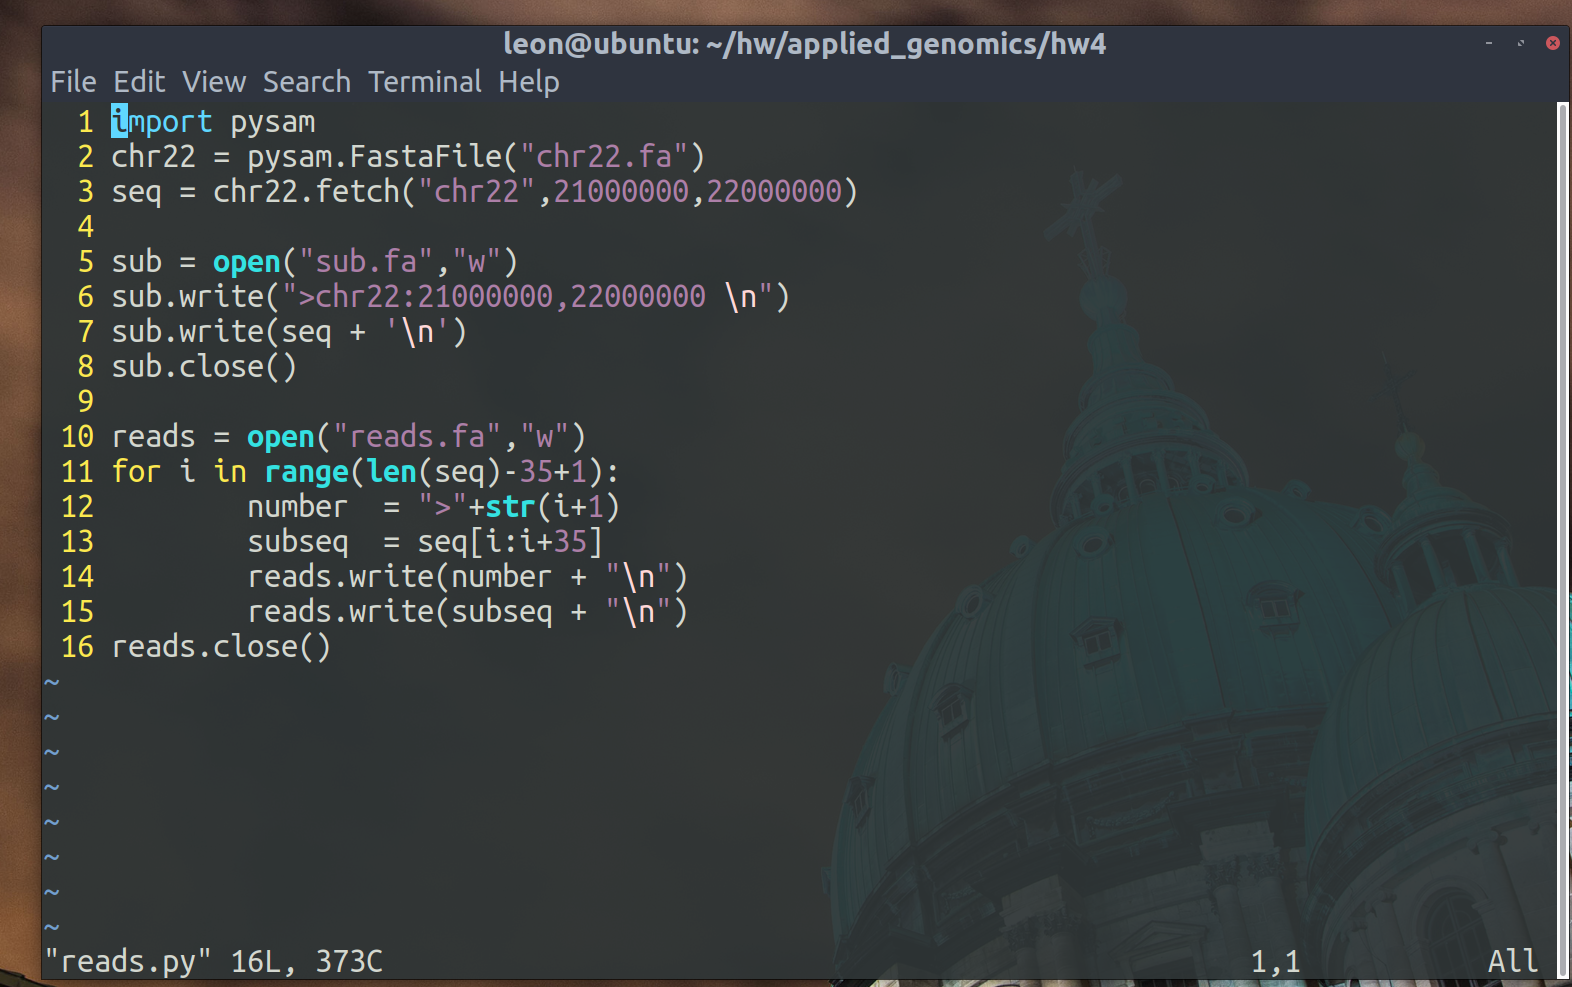 leon@ubuntu: ~/hw/applied_genomics/hw4
File Edit View Search Terminal Help
1 import pysam
2 chr22 = pysam.FastaFile("chr22.fa")
3 seq = chr22.fetch("chr22",21000000,22000000)
4
5 sub = open("sub.fa","w")
6 sub.write(">chr22:21000000,22000000 \n")
7 sub.write(seq + '\n')
8 sub.close()
9
10 reads = open("reads.fa","w")
11 for i in range(len(seq)-35+1):
12         number  = ">"+str(i+1)
13         subseq  = seq[i:i+35]
14         reads.write(number + "\n")
15         reads.write(subseq + "\n")
16 reads.close()
~
~
~
~
~
~
~
~
"reads.py" 16L, 373C 1,1 All